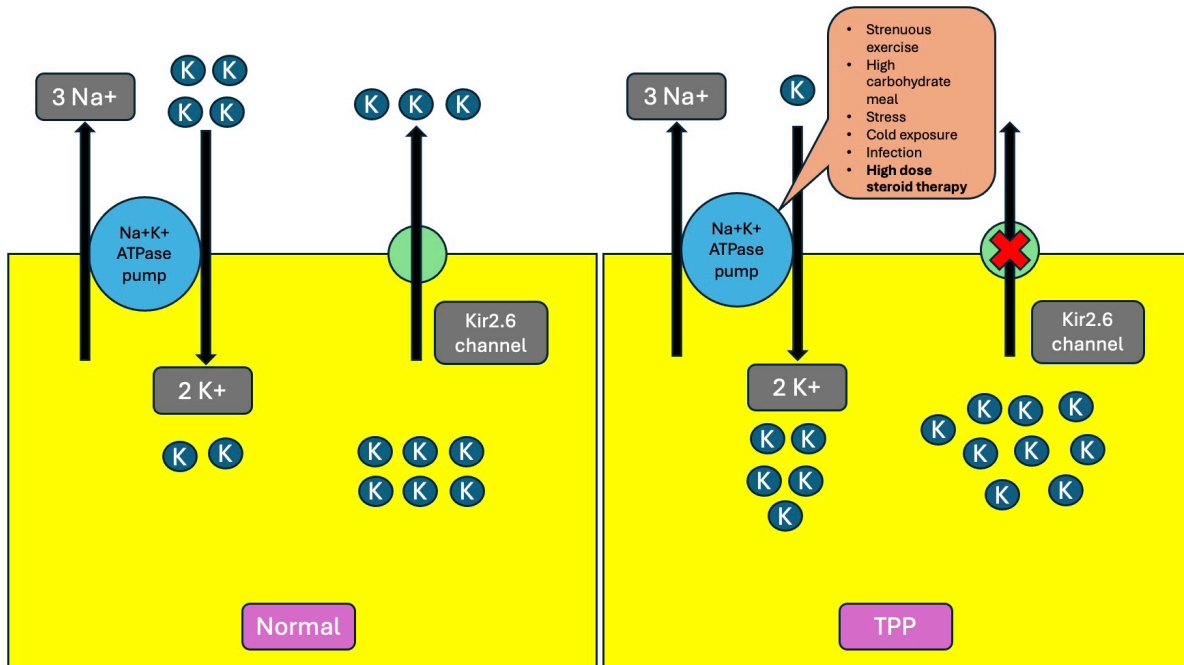 K K
K K
3 Na+
K K K
Na+K+
ATPase
pump
Kir2.6
channel
2 K+
K K
K K K
K K K
Normal
• Strenuous
exercise
• High
carbohydrate
meal
• Stress
• Cold exposure
• Infection
• High dose
steroid therapy
3 Na+
K
Na+K+
ATPase
pump
Kir2.6
channel
2 K+
K K
K K
K
K K K
K
K K K
K K
TPP